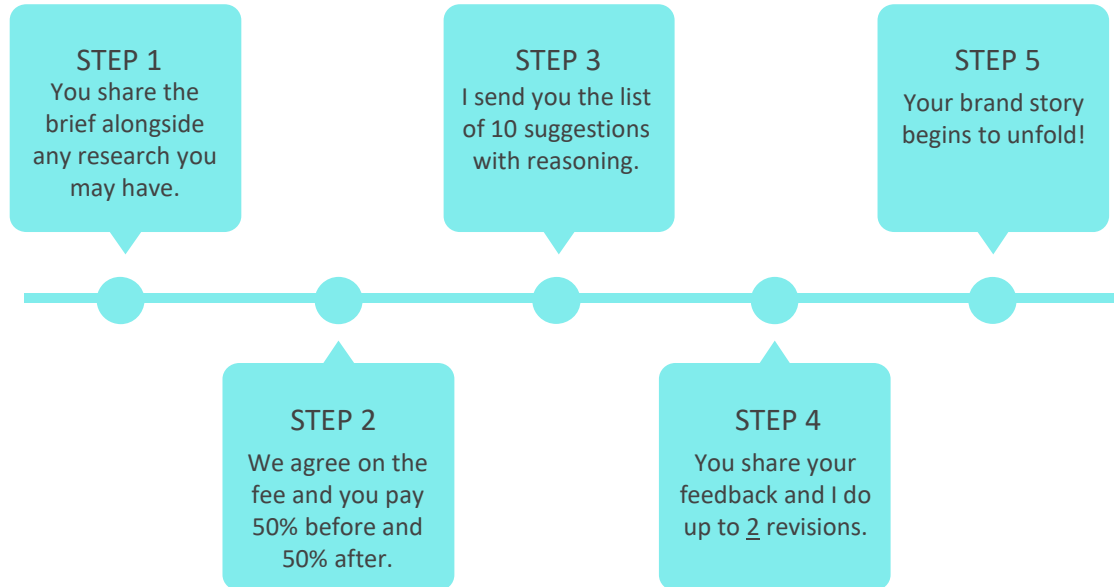 STEP 1
You share the
brief alongside
any research you
may have.
STEP 2
We agree on the
fee and you pay
50% before and
50% after.
STEP 3
I send you the list
of 10 suggestions
with reasoning.
STEP 4
You share your
feedback and I do
up to 2 revisions.
STEP 5
Your brand story
begins to unfold!